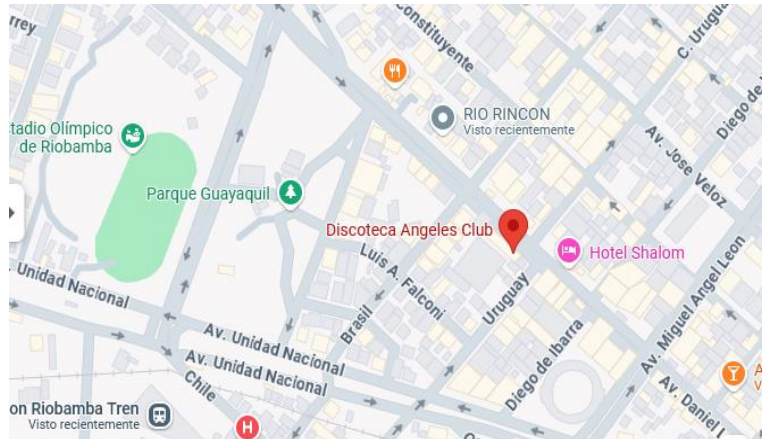 rrey
Constituyente
C. Urugua
Diego de
stadio Olímpico
de Riobamba
RIO RINCON
Visto recientemente
Av. Jose Veloz
Parque Guayaquil
Discoteca Angeles Club
Hotel Shalom
Luis A. Falconi
Uruguay
Brasil
. Unidad Nacional
Av. Unidad Nacional
Av. Unidad Nacional
Chile
Diego de Ibarra
Av. Miguel Angel Leon
Av. Daniel L
on Riobamba Tren
Visto recientemente
H
A
V